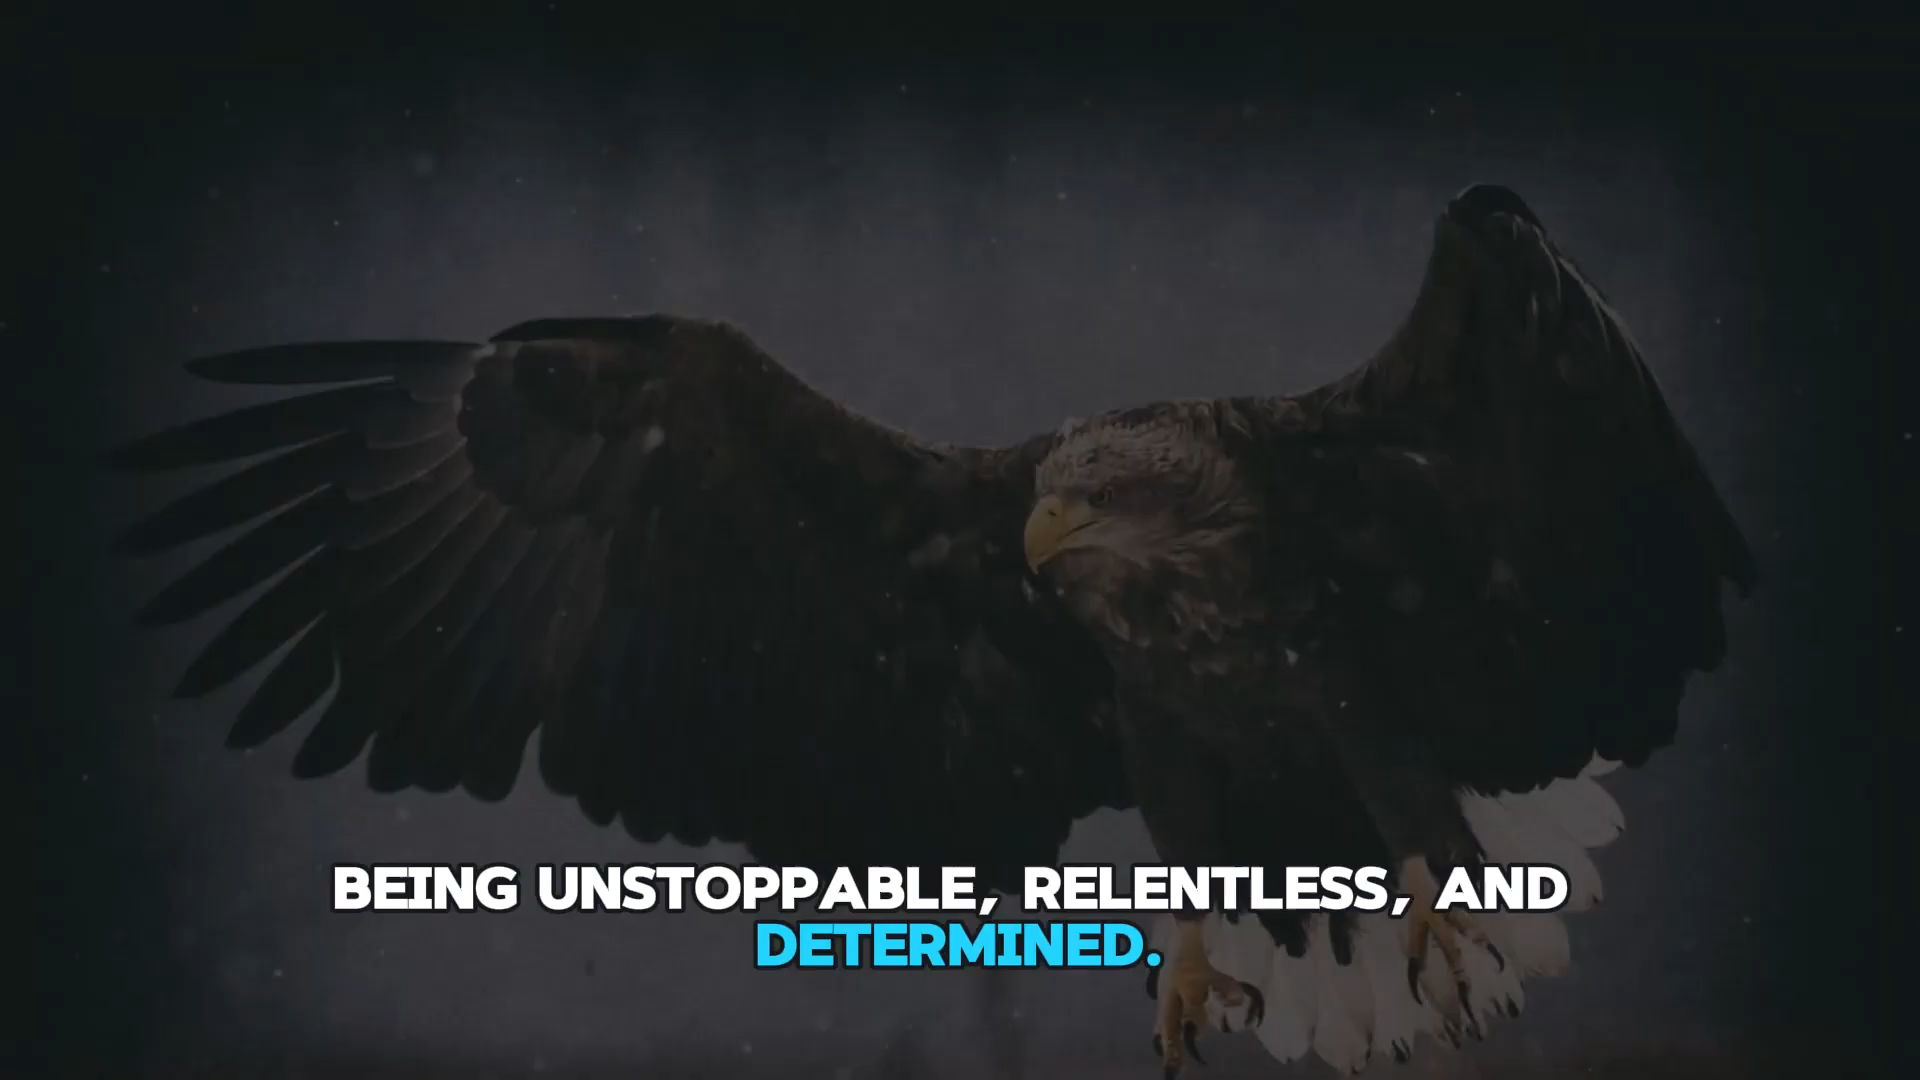 BEING UNSTOPPABLE, RELENTLESS, AND
DETERMINED.